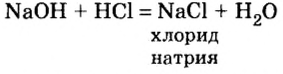 NaOH + HCl = NaCl + H₂O
хлорид
натрия